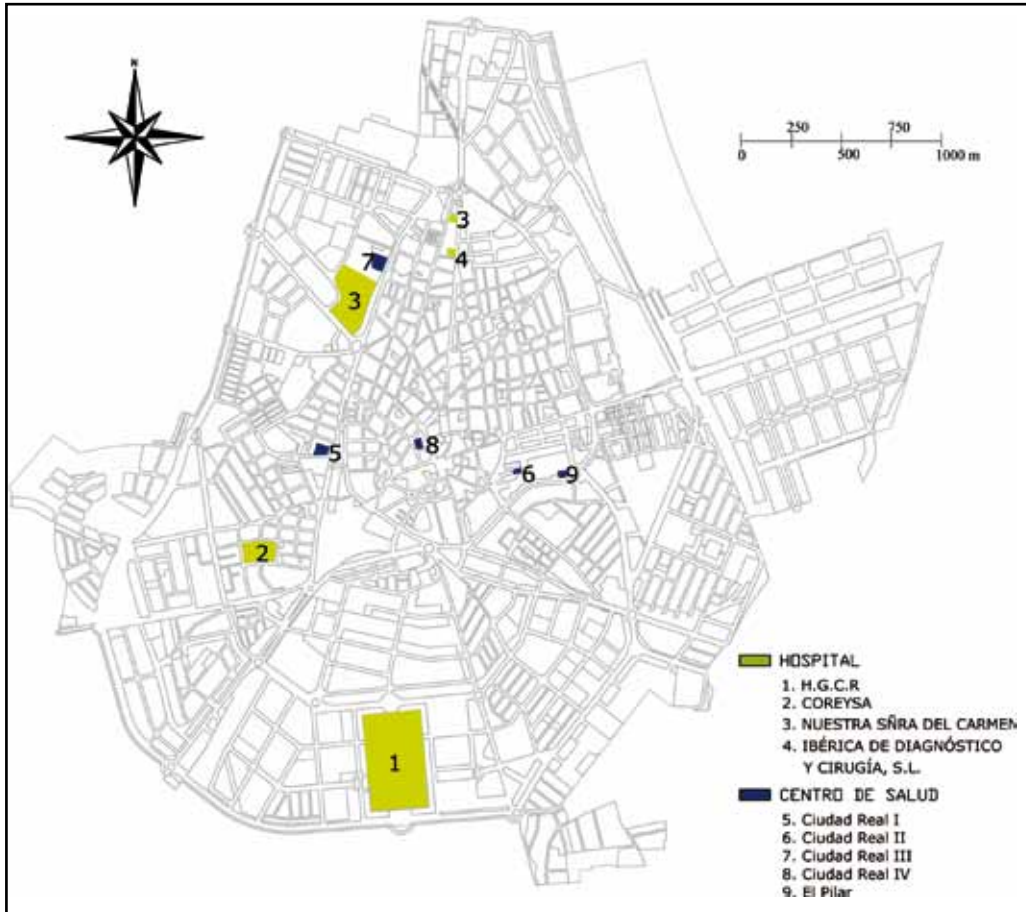 N
250 750
0 500 1000 m
3
4
7
3
5
8
6
9
2
1
HOSPITAL
1. H.G.C.R
2. COREYSA
3. NUESTRA SÑRA DEL CARMEN
4. IBÉRICA DE DIAGNÓSTICO
Y CIRUGÍA, S.L.
CENTRO DE SALUD
5. Ciudad Real I
6. Ciudad Real II
7. Ciudad Real III
8. Ciudad Real IV
9. El Pilar